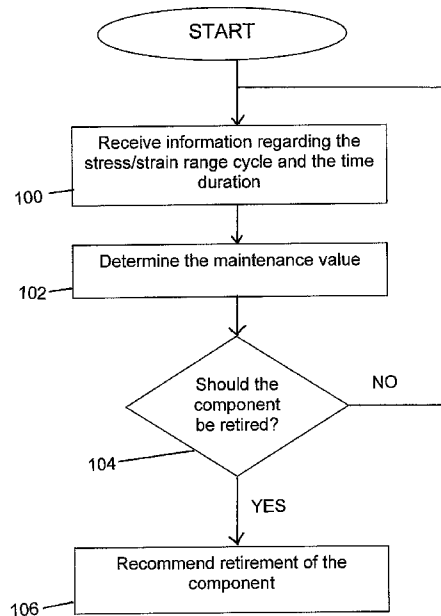 START
Receive information regarding the
stress/strain range cycle and the time
duration
100
Determine the maintenance value
102
Should the
component
be retired?
NO
104
YES
Recommend retirement of the
component
106